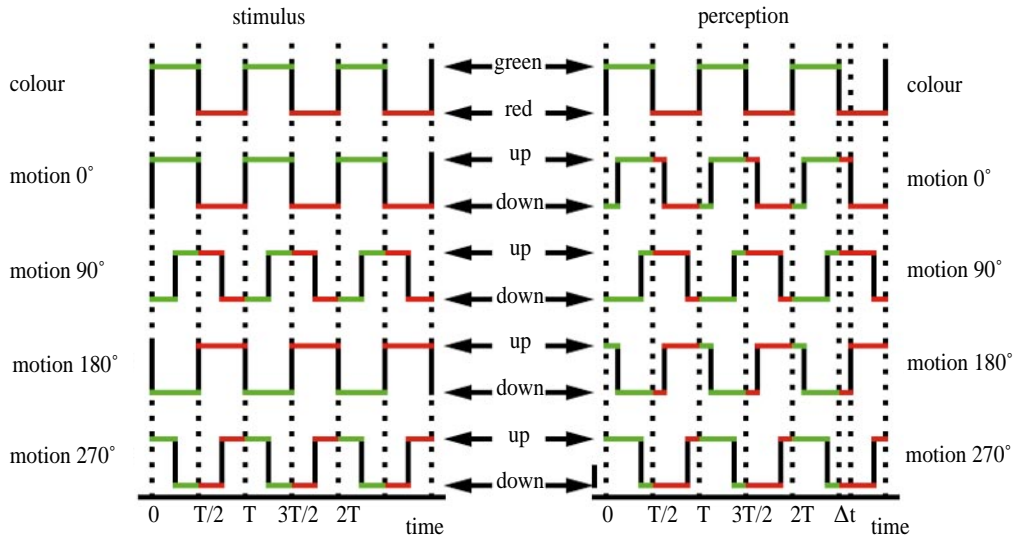 stimulus perception
green
colour colour
red
up
motion 0° motion 0°
down
up
motion 90° motion 90°
down
up
motion 180° motion 180°
down
up
motion 270° motion 270°
down
0 T/2 T 3T/2 2T time 0 T/2 T 3T/2 2T Δt time